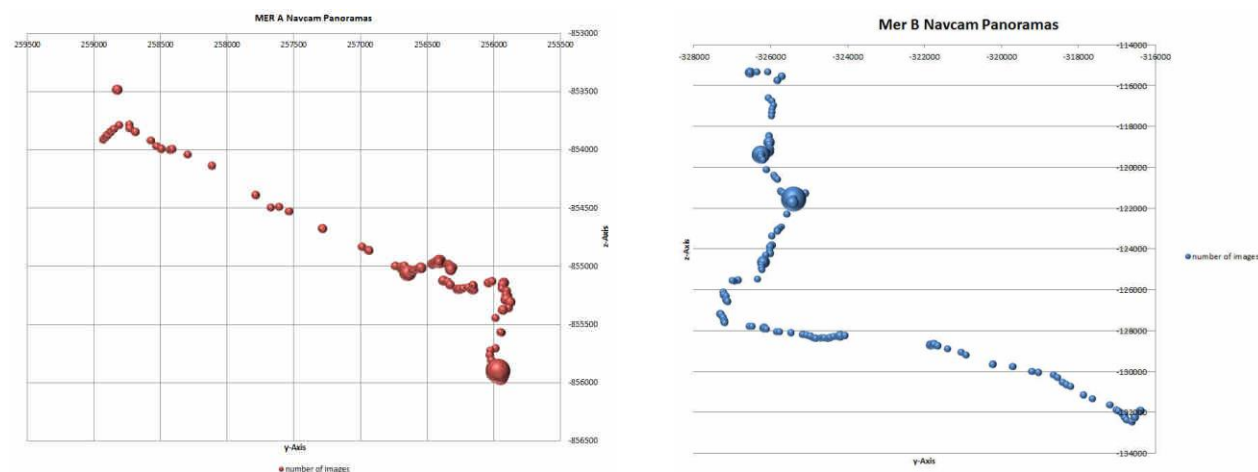 MER A Navcam Panoramas
259500 259000 258500 258000 257500 257000 256500 256000 255500
-853000
-853500
-854000
-854500
-855000
-855500
-856000
-856500
z-Axis
y-Axis
number of images
Mer B Navcam Panoramas
-328000 -326000 -324000 -322000 -320000 -318000 -316000
-114000
-116000
-118000
-120000
-122000
-124000
-126000
-128000
-130000
-132000
-134000
z-Axis
y-Axis
number of images